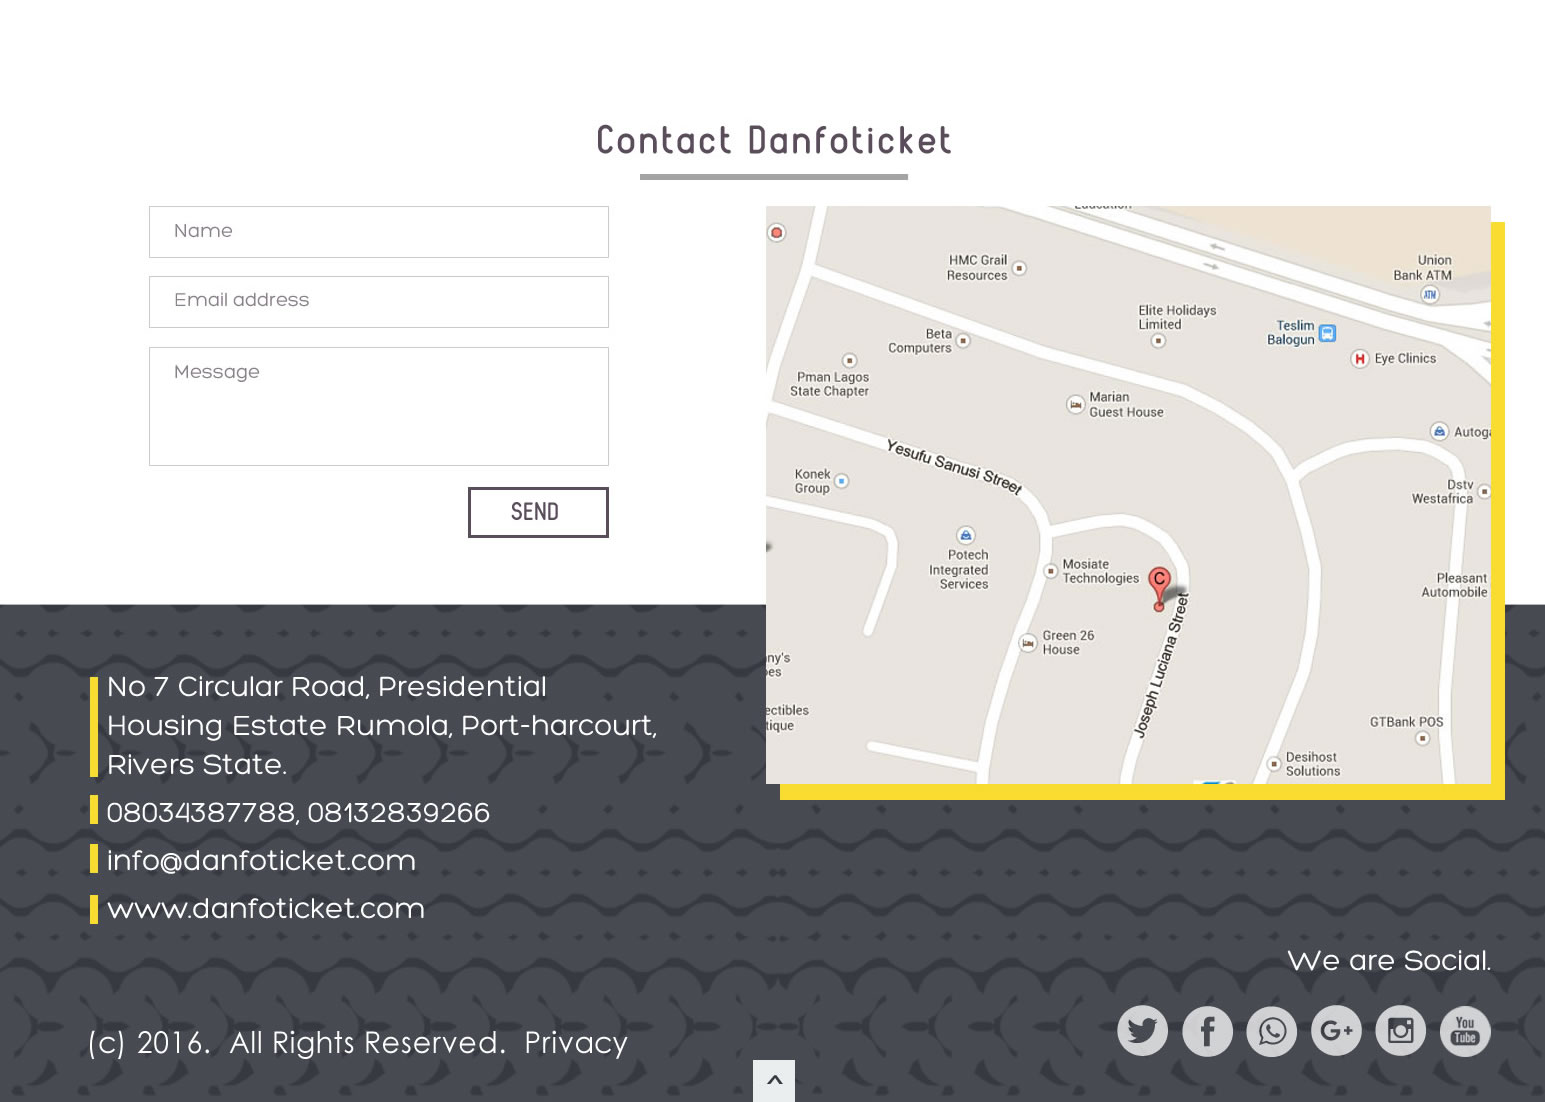 Contact Danfoticket
Name
Email address
Message
SEND
Education
HMC Grail
Resources
Union
Bank ATM
ATM
Elite Holidays
Limited
Teslim
Balogun
Beta
Computers
H
Eye Clinics
Pman Lagos
State Chapter
Marian
Guest House
Autoga
Yesufu Sanusi Street
Konek
Group
Dstv
Westafrica
Potech
Integrated
Services
Mosiate
Technologies
C
Pleasant
Automobile
Joseph Luciana Street
Green 26
House
ny's
ectibles
tique
GTBank POS
Desihost
Solutions
No 7 Circular Road, Presidential
Housing Estate Rumola, Port-harcourt,
Rivers State.
08034387788, 08132839266
info@danfoticket.com
www.danfoticket.com
We are Social.
G+
You
Tube
(c) 2016. All Rights Reserved. Privacy